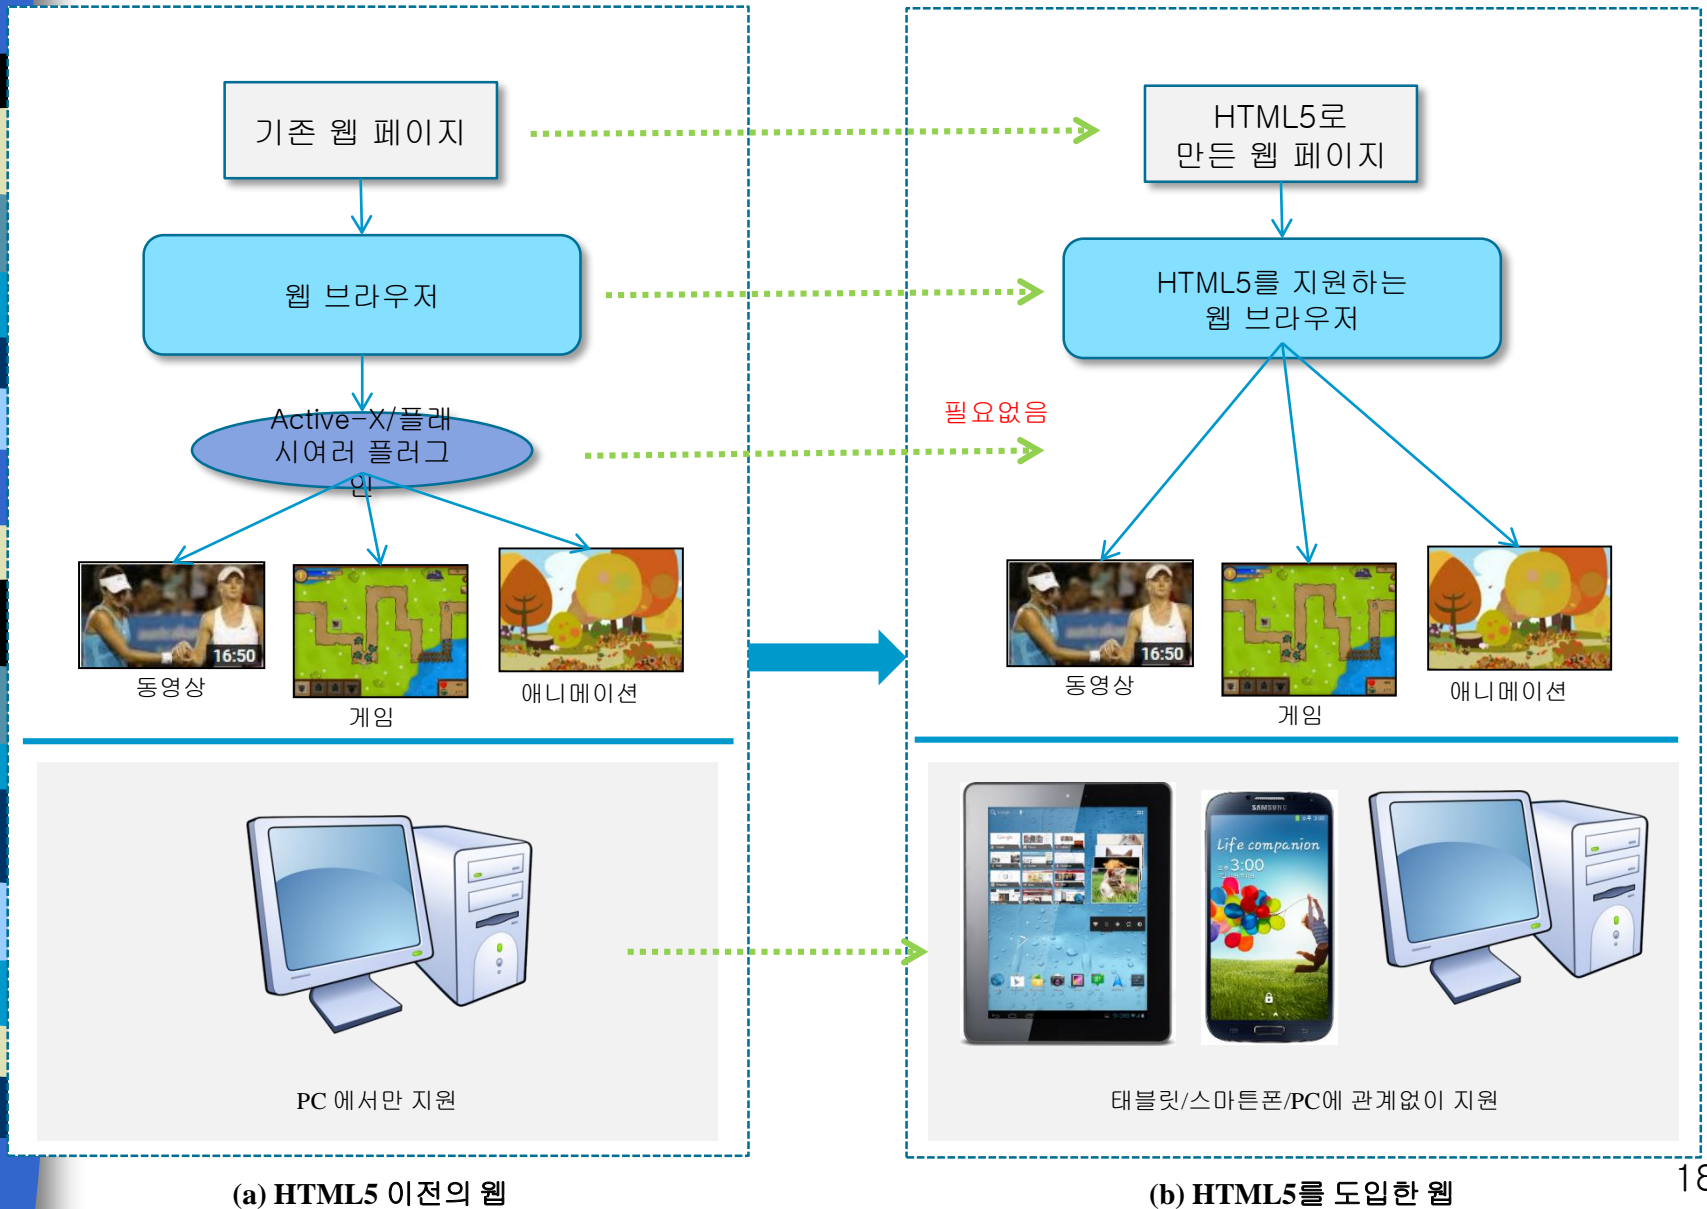 기존 웹 페이지
HTML5로
만든 웹 페이지
웹 브라우저
HTML5를 지원하는
웹 브라우저
Active-X/플래
시여러 플러그
인
필요없음
16:50
동영상
게임
애니메이션
16:50
동영상
게임
애니메이션
SAMSUNG
Life companion
3:00
PC 에서만 지원
태블릿/스마트폰/PC에 관계없이 지원
(a) HTML5 이전의 웹
(b) HTML5를 도입한 웹
18